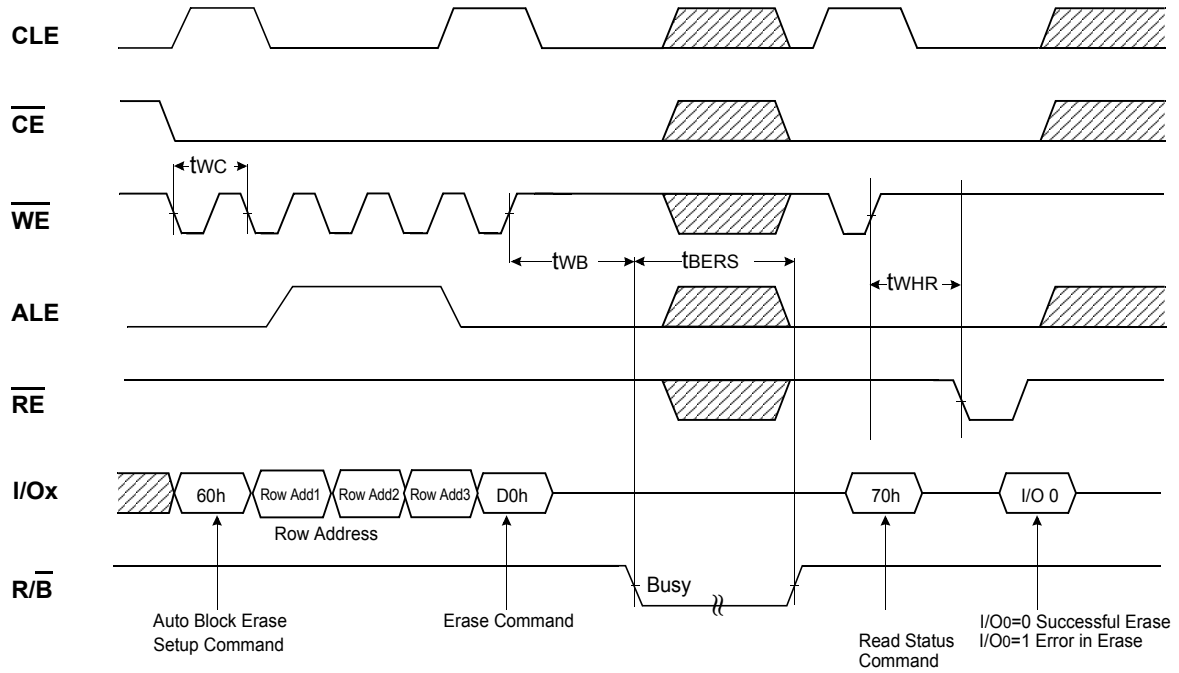 CLE
CE
tWC
WE
tWB
tBERS
tWHR
ALE
RE
I/Ox
60h
Row Add1
Row Add2
Row Add3
D0h
70h
I/O 0
Row Address
R/B
Busy
Auto Block Erase
Setup Command
Erase Command
Read Status
Command
I/O0=0 Successful Erase
I/O0=1 Error in Erase